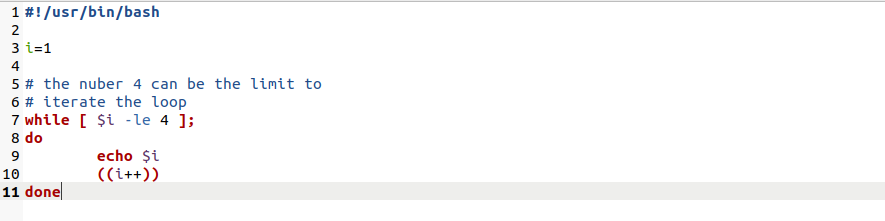 1 #!/usr/bin/bash
2
3 i=1
4
5 # the nuber 4 can be the limit to
6 # iterate the loop
7 while [ $i -le 4 ];
8 do
9         echo $i
10         ((i++))
11 done